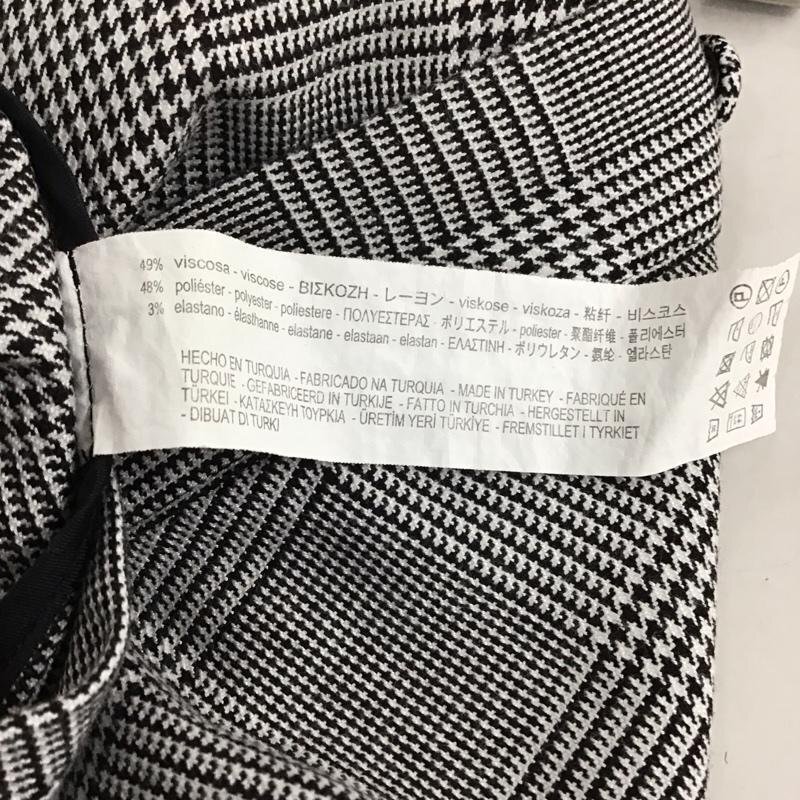 49% viscosa - viscose - ΒΙΣΚΟΖΗ - レーヨン - viskose - viskoza - 粘纤 - 비스코스
48% poliéster - polyester - poliestere - ΠΟΛΥΕΣΤΕΡΑΣ - ポリエステル - poliester - 聚酯纤维 - 폴리에스터
3% elastano - élasthanne - elastane - elastaan - elastan - ΕΛΑΣΤΙΝΗ - ポリウレタン - 氨纶 - 엘라스탄
HECHO EN TURQUIA - FABRICADO NA TURQUIA - MADE IN TURKEY - FABRIQUÉ EN
TURQUIE - GEFABRICEERD IN TURKIJE - FATTO IN TURCHIA - HERGESTELLT IN
TÜRKEI - ΚΑΤΑΣΚΕΥΗ ΤΟΥΡΚΙΑ - ÜRETİM YERİ TÜRKİYE - FREMSTILLET I TYRKIET
- DIBUAT DI TURKI